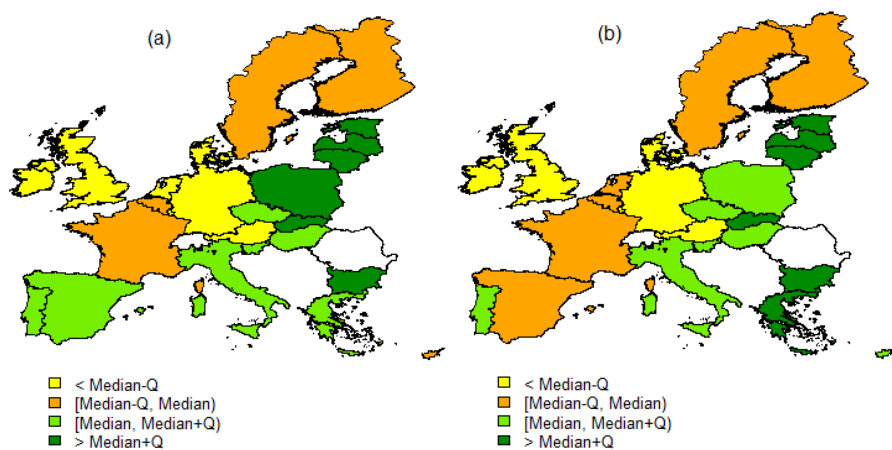 (a)
< Median-Q
[Median-Q, Median)
[Median, Median+Q)
> Median+Q
(b)
< Median-Q
[Median-Q, Median)
[Median, Median+Q)
> Median+Q